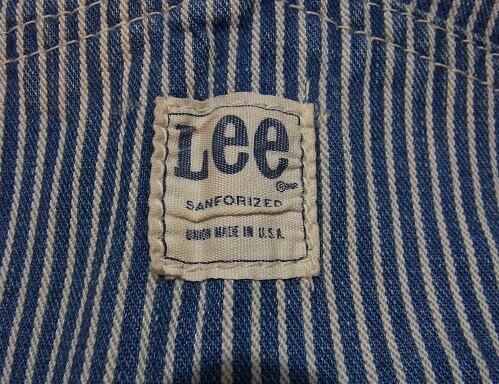 Lee
©
SANFORIZED
UNION MADE IN U.S.A.